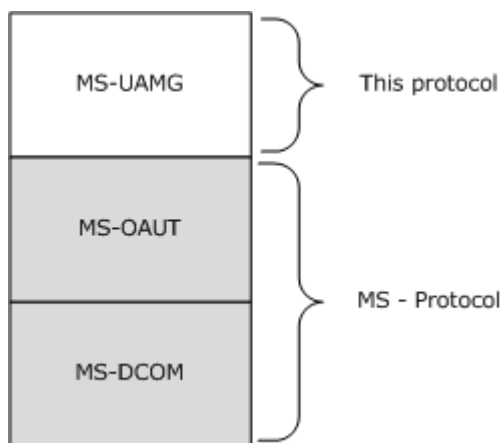 MS-UAMG
This protocol
MS-OAUT
MS - Protocol
MS-DCOM